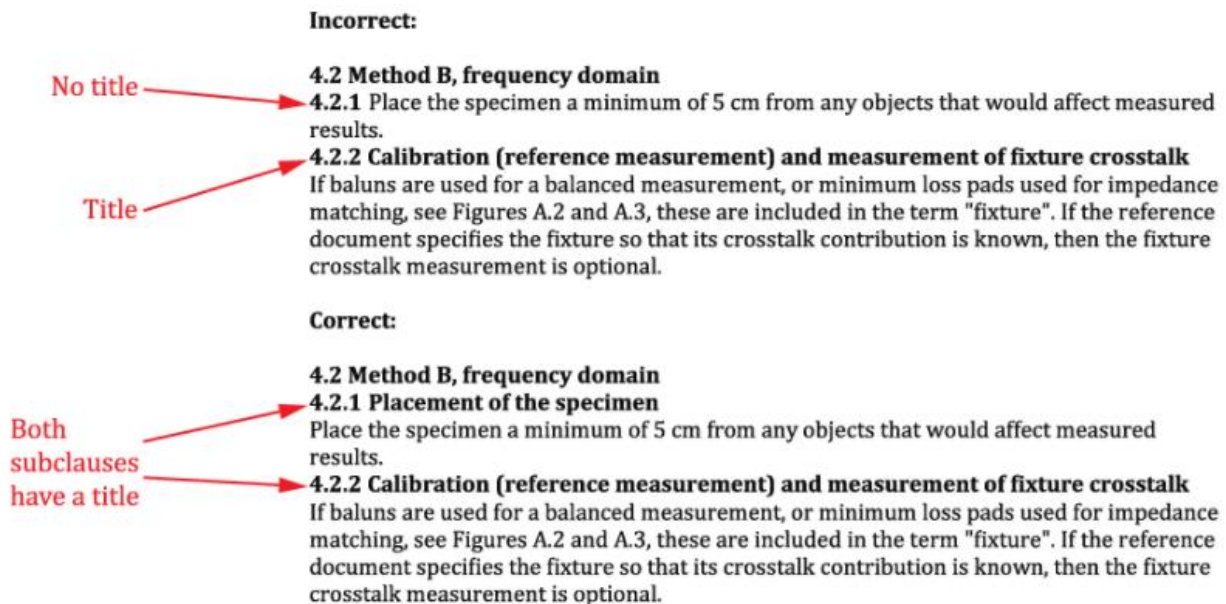 Incorrect:
4.2 Method B, frequency domain
No title
4.2.1 Place the specimen a minimum of 5 cm from any objects that would affect measured
results.
4.2.2 Calibration (reference measurement) and measurement of fixture crosstalk
Title
If baluns are used for a balanced measurement, or minimum loss pads used for impedance
matching, see Figures A.2 and A.3, these are included in the term "fixture". If the reference
document specifies the fixture so that its crosstalk contribution is known, then the fixture
crosstalk measurement is optional.
Correct:
4.2 Method B, frequency domain
4.2.1 Placement of the specimen
Both
subclauses
have a title
Place the specimen a minimum of 5 cm from any objects that would affect measured
results.
4.2.2 Calibration (reference measurement) and measurement of fixture crosstalk
If baluns are used for a balanced measurement, or minimum loss pads used for impedance
matching, see Figures A.2 and A.3, these are included in the term "fixture". If the reference
document specifies the fixture so that its crosstalk contribution is known, then the fixture
crosstalk measurement is optional.